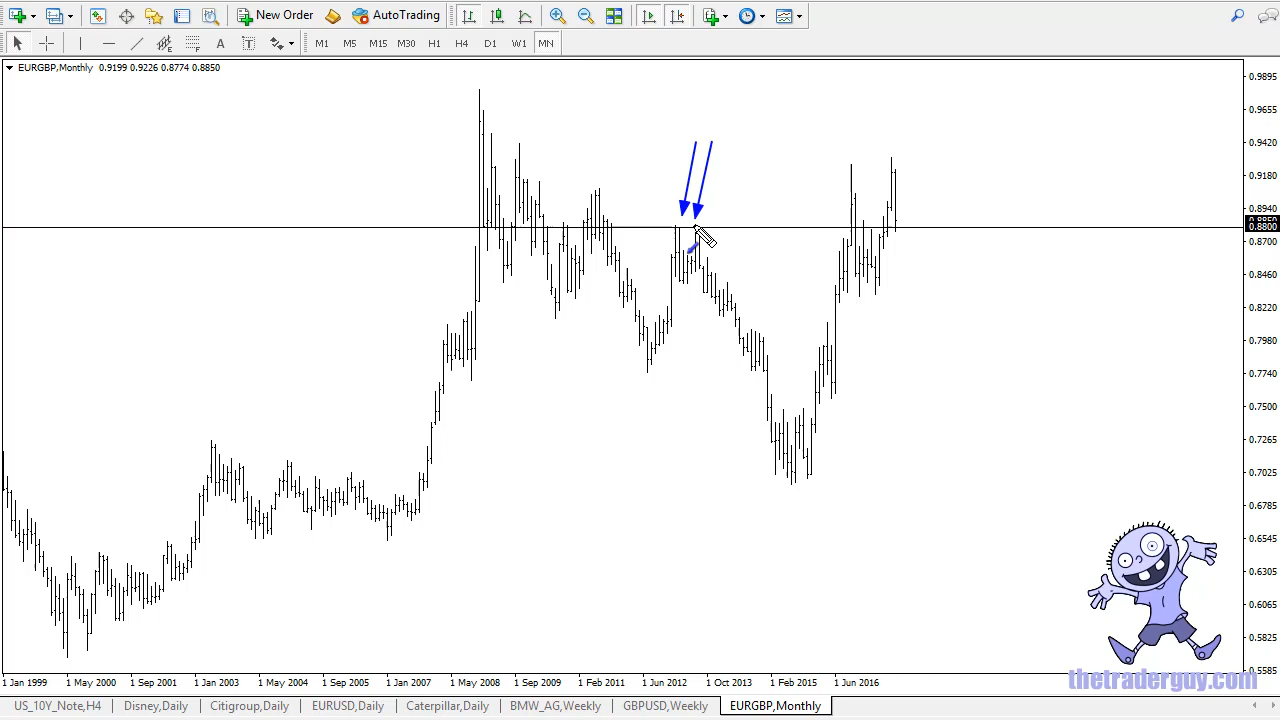 New Order
AutoTrading
A
T
M1 M5 M15 M30 H1 H4 D1 W1 MN
EURGBP,Monthly 0.9199 0.9226 0.8774 0.8850
0.9895
0.9655
0.9420
0.9180
0.8940
0.8850
0.8800
0.8700
0.8460
0.8220
0.7980
0.7740
0.7500
0.7265
0.7025
0.6785
0.6545
0.6305
0.6065
0.5825
0.5585
1 Jan 1999 1 May 2000 1 Sep 2001 1 Jan 2003 1 May 2004 1 Sep 2005 1 Jan 2007 1 May 2008 1 Sep 2009 1 Feb 2011 1 Jun 2012 1 Oct 2013 1 Feb 2015 1 Jun 2016
thetraderguy.com
US_10Y_Note,H4 Disney,Daily Citigroup,Daily EURUSD,Daily Caterpillar,Daily BMW_AG,Weekly GBPUSD,Weekly EURGBP,Monthly